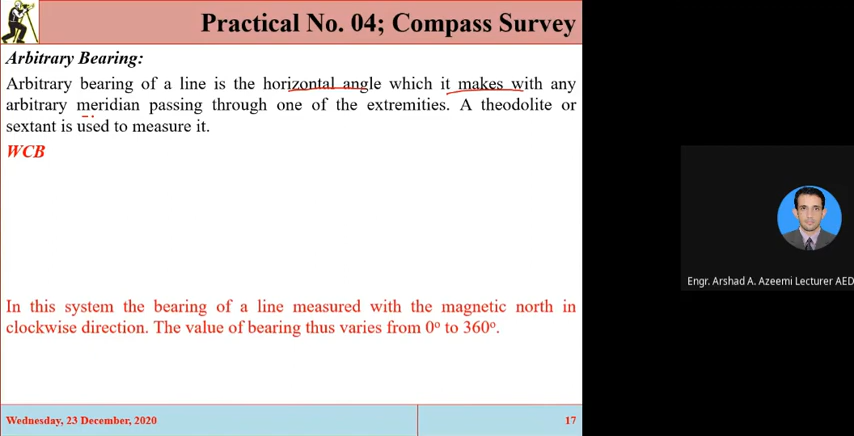 Practical No. 04; Compass Survey
Arbitrary Bearing:
Arbitrary bearing of a line is the horizontal angle which it makes with any
arbitrary meridian passing through one of the extremities. A theodolite or
sextant is used to measure it.
WCB
Engr. Arshad A. Azeemi Lecturer AED
In this system the bearing of a line measured with the magnetic north in
clockwise direction. The value of bearing thus varies from 0º to 360º.
Wednesday, 23 December, 2020
17